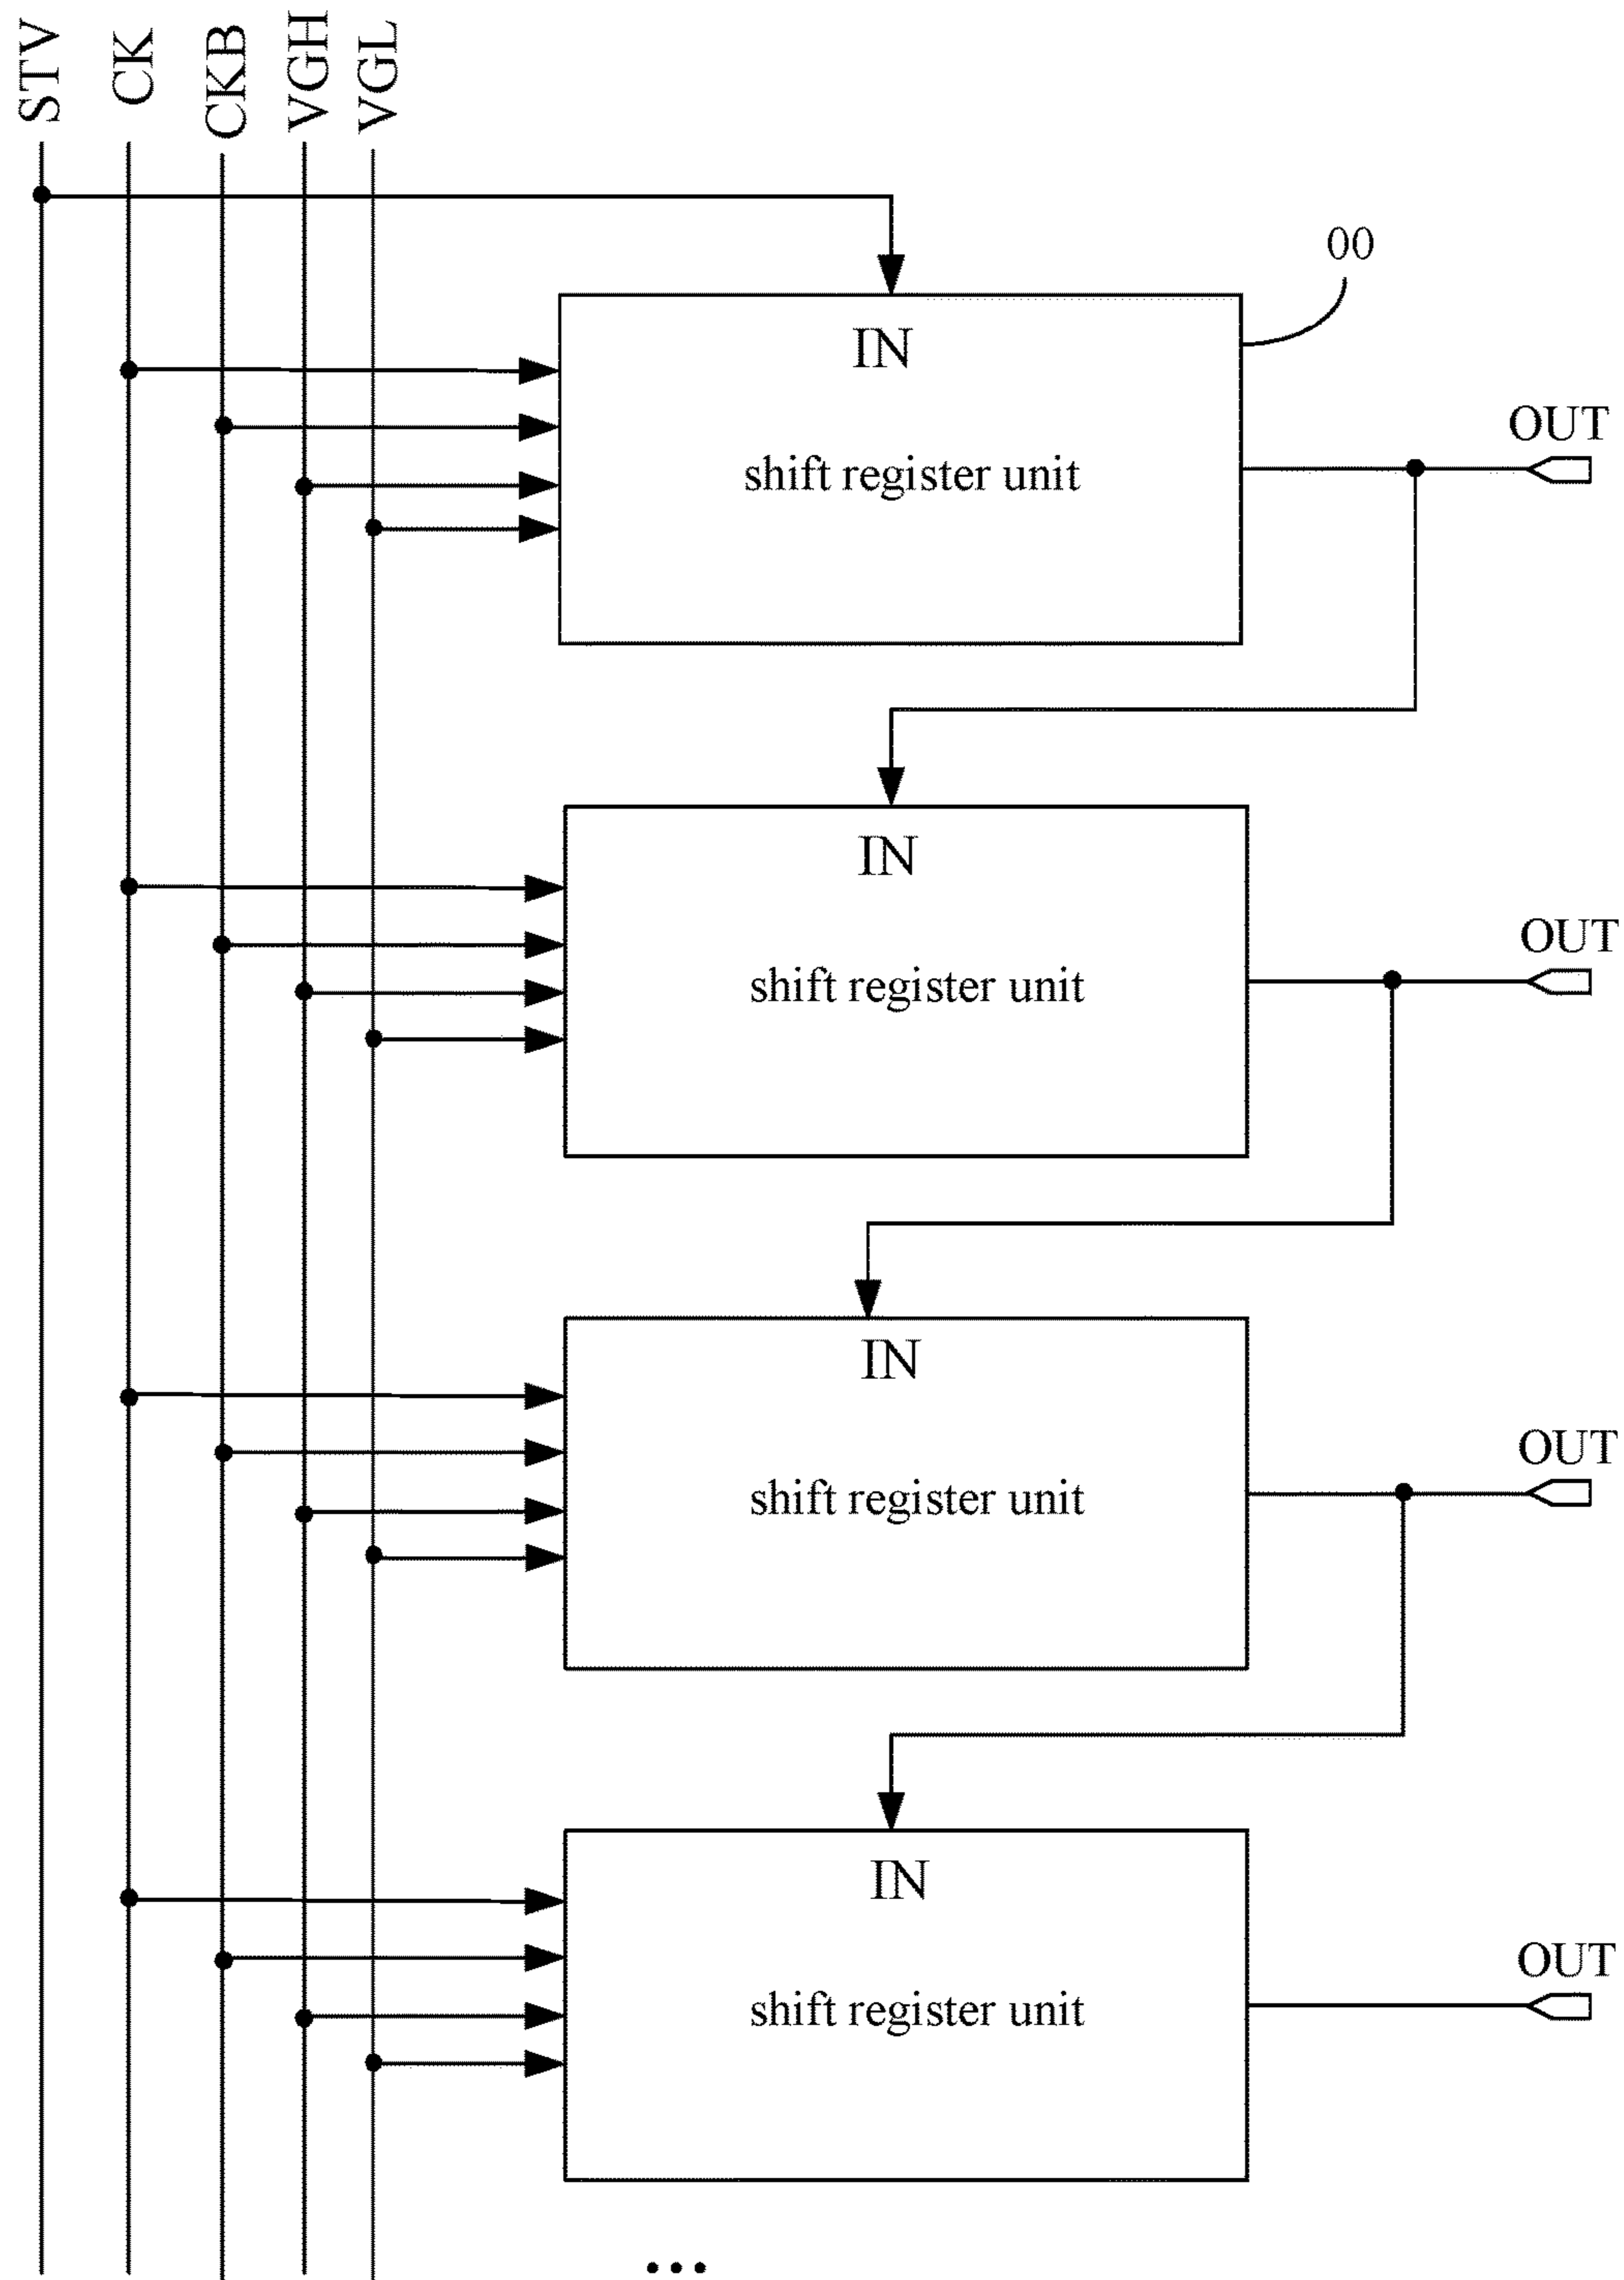 STV
CK
CKB
VGH
VGL
00
IN
shift register unit
OUT
IN
shift register unit
OUT
IN
shift register unit
OUT
IN
shift register unit
OUT
...